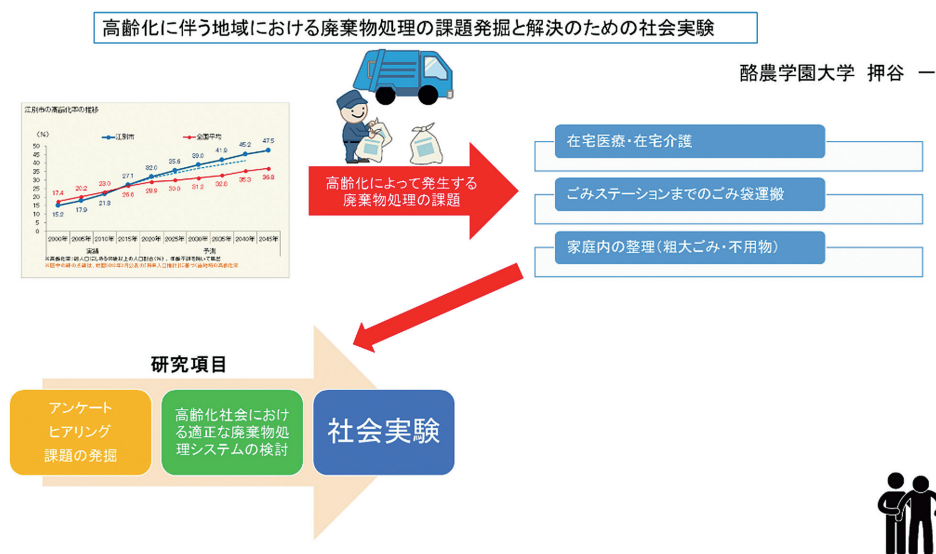 高齢化に伴う地域における廃棄物処理の課題発掘と解決のための社会実験
酪農学園大学 押谷 一
江別市の高齢化率の推移
(%)
江別市
全国平均
50
45
40
35
30
25
20
15
10
5
0
17.4
20.2
23.0
27.1
32.0
35.6
39.0
41.9
45.2
47.5
15.2
17.9
21.8
26.6
28.9
30.0
31.2
32.8
35.3
36.8
2000年 2005年 2010年 2015年 2020年 2025年 2030年 2035年 2040年 2045年
実績
予測
高齢化によって発生する
廃棄物処理の課題
在宅医療・在宅介護
ごみステーションまでのごみ袋運搬
家庭内の整理(粗大ごみ・不用物)
研究項目
アンケート
ヒアリング
課題の発掘
高齢化社会におけ
る適正な廃棄物処
理システムの検討
社会実験